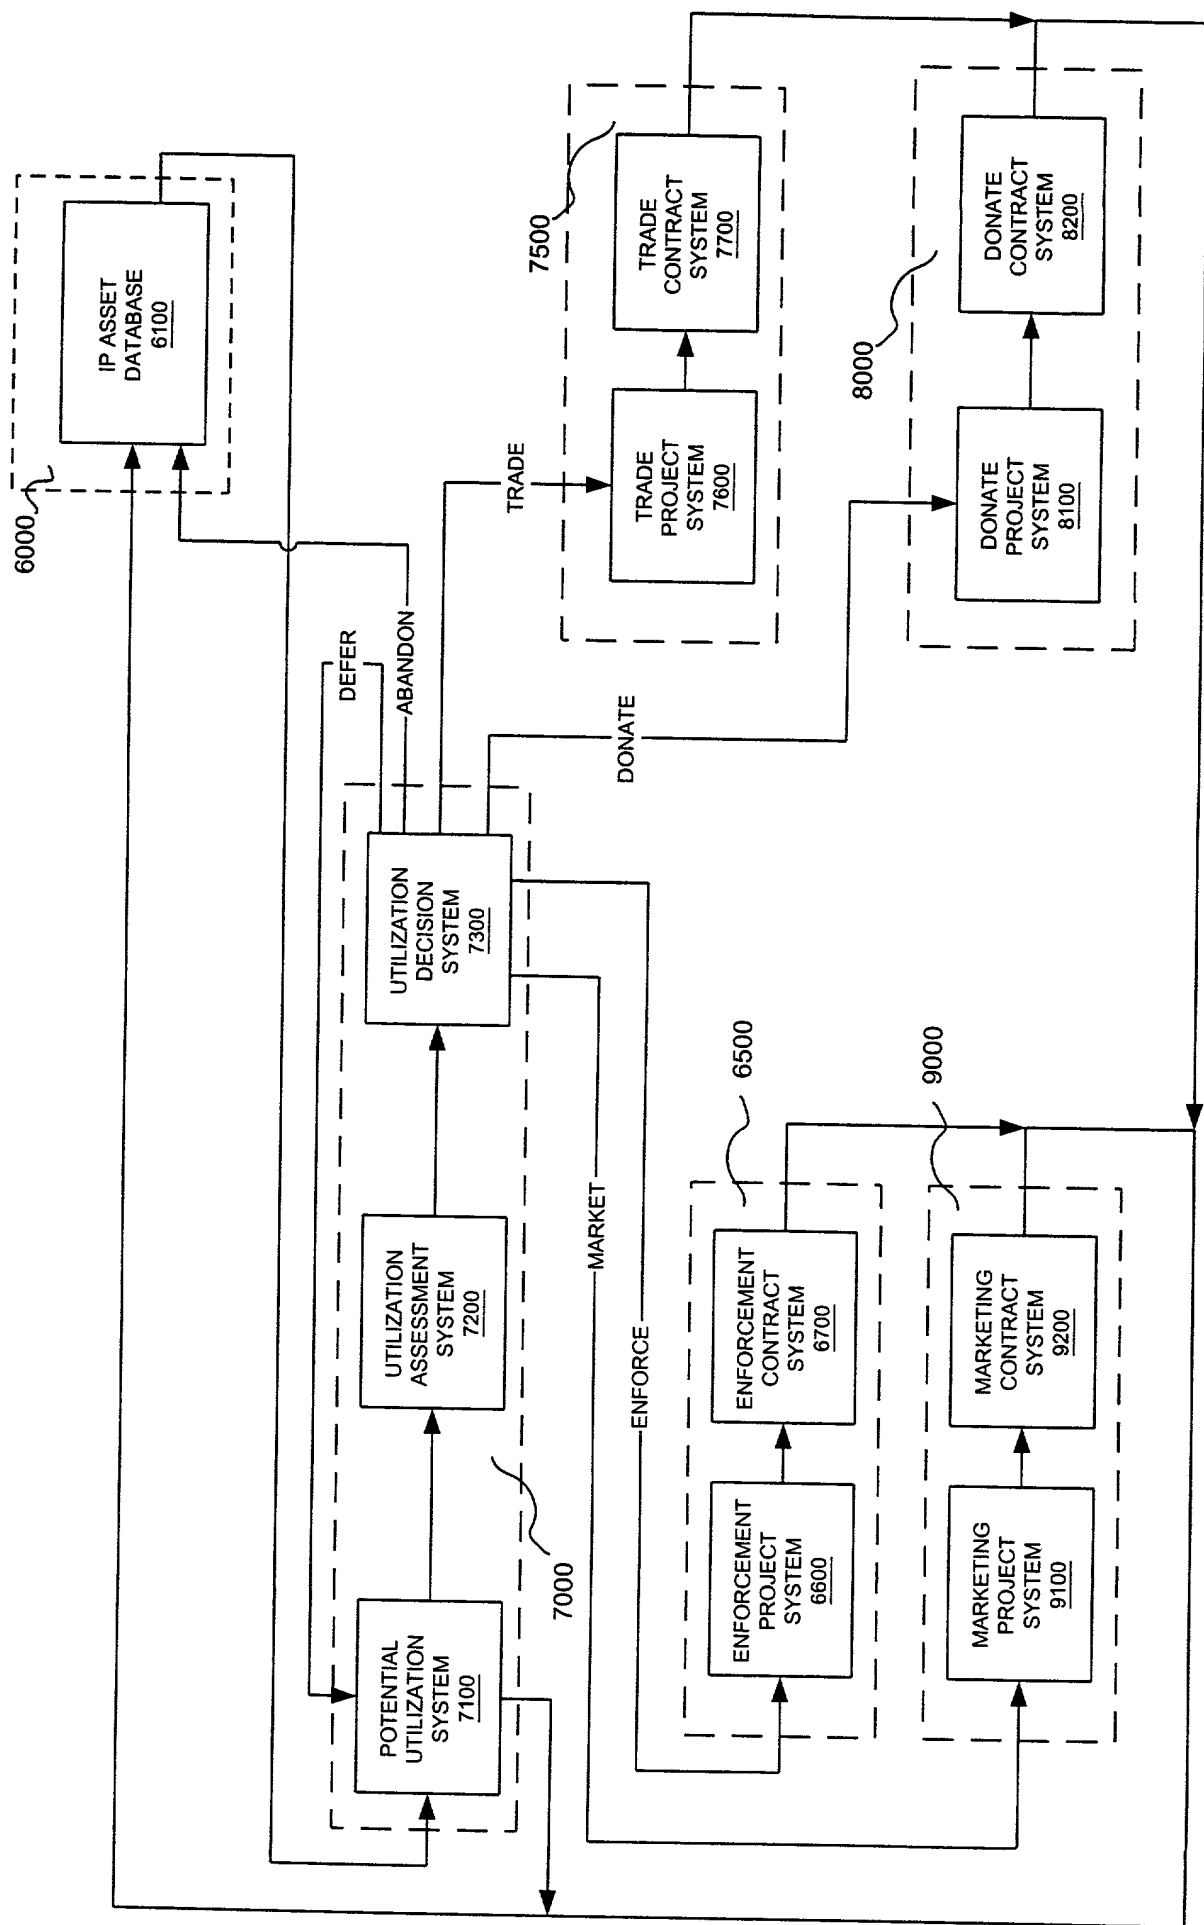 6000
IP ASSET
DATABASE
6100
DEFER
ABANDON
TRADE
DONATE
MARKET
ENFORCE
POTENTIAL
UTILIZATION
SYSTEM
7100
UTILIZATION
ASSESSMENT
SYSTEM
7200
UTILIZATION
DECISION
SYSTEM
7300
7000
7500
TRADE
PROJECT
SYSTEM
7600
TRADE
CONTRACT
SYSTEM
7700
8000
DONATE
PROJECT
SYSTEM
8100
DONATE
CONTRACT
SYSTEM
8200
6500
ENFORCEMENT
PROJECT
SYSTEM
6600
ENFORCEMENT
CONTRACT
SYSTEM
6700
9000
MARKETING
PROJECT
SYSTEM
9100
MARKETING
CONTRACT
SYSTEM
9200